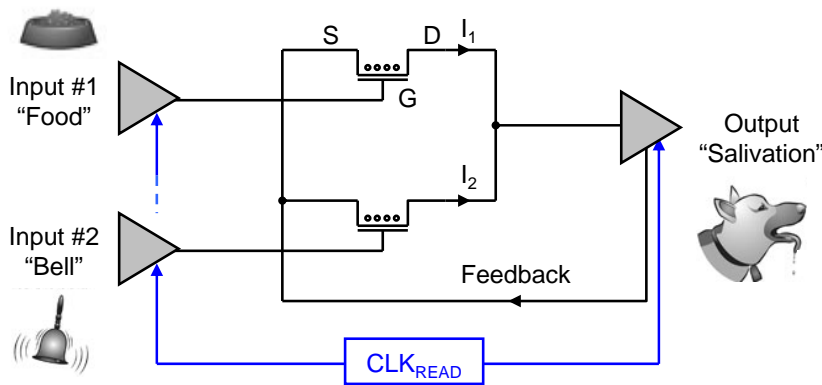 S
D
I1
Input #1
“Food”
G
Output
“Salivation”
I2
Input #2
“Bell”
Feedback
CLKREAD